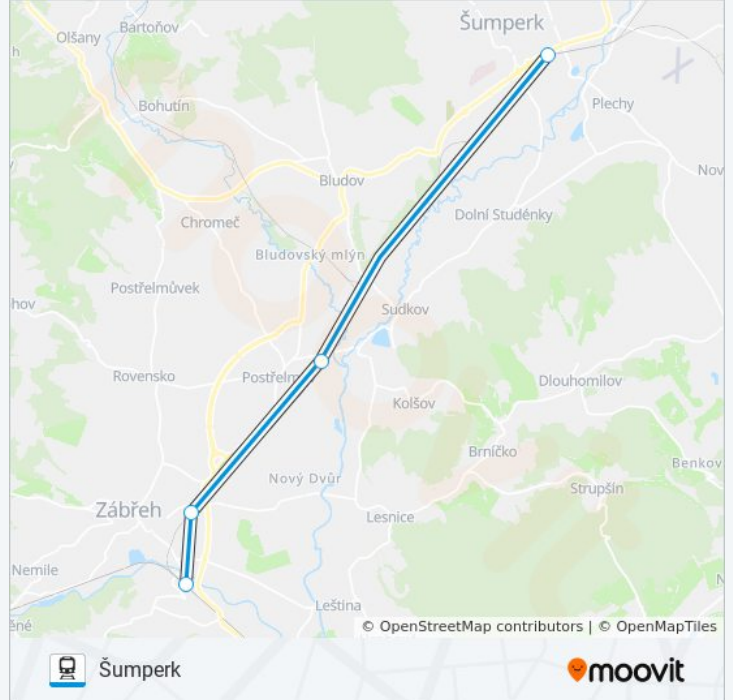 Šumperk
Olšany
Bartoňov
h
Bohutín
Plechy
Bludov
Nov
Chromeč
Dolní Studénky
Bludovský mlýn
Postřelmůvek
hov
Sudkov
Rovensko
Postřelm
Dlouhomilov
Kolšov
Brníčko
Benkov
Nový Dvůr
Strupšín
Zábřeh
Lesnice
Nemile
N
Leština
ěné
© OpenStreetMap contributors | © OpenMapTiles
Šumperk
moovit